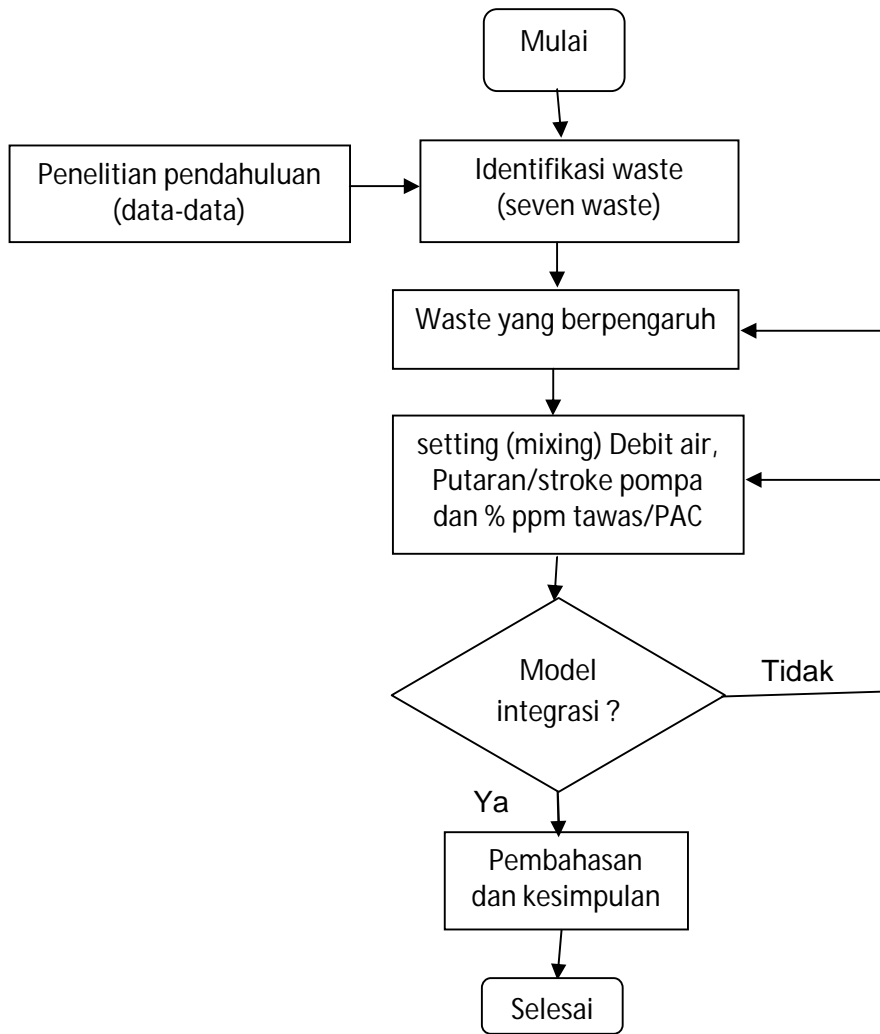 Mulai
Penelitian pendahuluan
(data-data)
Identifikasi waste
(seven waste)
Waste yang berpengaruh
setting (mixing) Debit air,
Putaran/stroke pompa
dan % ppm tawas/PAC
Model
integrasi ?
Tidak
Ya
Pembahasan
dan kesimpulan
Selesai